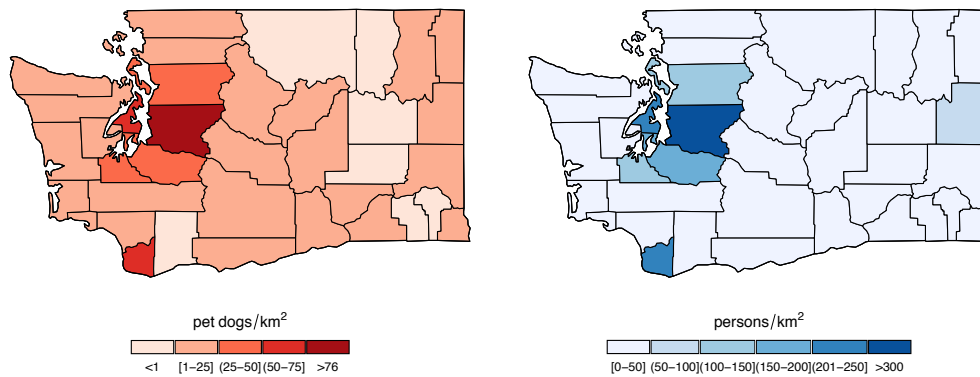 pet dogs/km²
<1 [1−25] (25−50] (50−75] >76
persons/km²
[0−50] (50−100] (100−150] (150−200] (201−250] >300